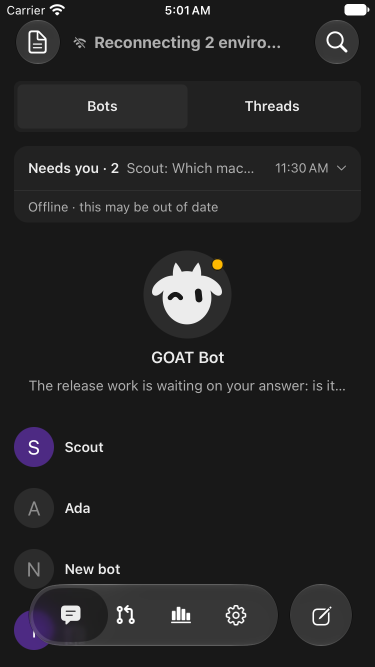 Carrier 5:01 AM
Reconnecting 2 enviro...
Bots Threads
Needs you · 2 Scout: Which mac... 11:30 AM
Offline · this may be out of date
GOAT Bot
The release work is waiting on your answer: is it...
S Scout
A Ada
N New bot